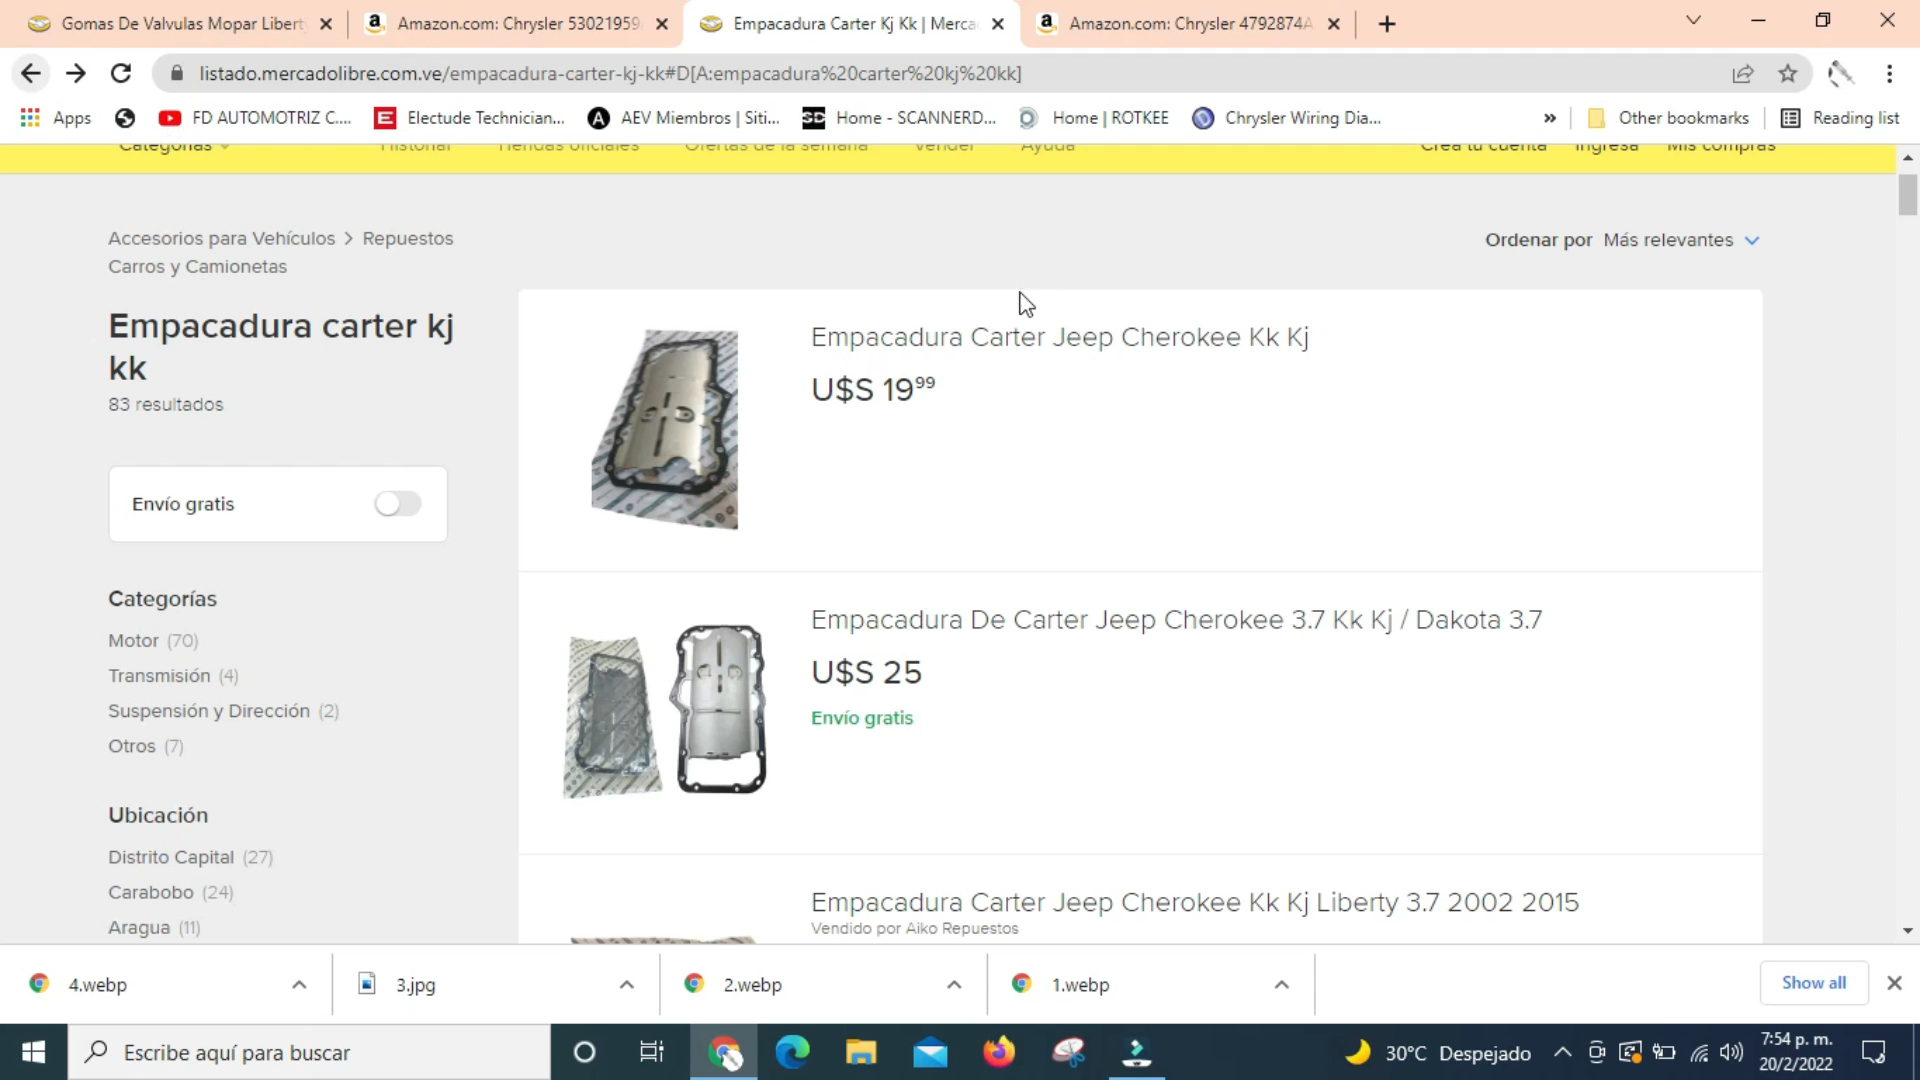 Gomas De Valvulas Mopar Libert
Amazon.com: Chrysler 53021959
Empacadura Carter Kj Kk | Merca
Amazon.com: Chrysler 4792874A
listado.mercadolibre.com.ve/empacadura-carter-kj-kk#D[A:empacadura%20carter%20kj%20kk]
Apps
FD AUTOMOTRIZ C....
Electude Technician...
AEV Miembros | Siti...
Home - SCANNERD...
Home | ROTKEE
Chrysler Wiring Dia...
»
Other bookmarks
Reading list
Categorías
Historial
Tiendas oficiales
Ofertas de la semana
Vender
Ayuda
Crea tu cuenta
Ingresa
Mis compras
Accesorios para Vehículos > Repuestos
Carros y Camionetas
Ordenar por Más relevantes
Empacadura carter kj
kk
83 resultados
Envío gratis
Categorías
Motor (70)
Transmisión (4)
Suspensión y Dirección (2)
Otros (7)
Ubicación
Distrito Capital (27)
Carabobo (24)
Aragua (11)
Empacadura Carter Jeep Cherokee Kk Kj
U$S 19⁹⁹
Empacadura De Carter Jeep Cherokee 3.7 Kk Kj / Dakota 3.7
U$S 25
Envío gratis
Empacadura Carter Jeep Cherokee Kk Kj Liberty 3.7 2002 2015
Vendido por Aiko Repuestos
4.webp
3.jpg
2.webp
1.webp
Show all
Escribe aquí para buscar
30°C Despejado
7:54 p. m.
20/2/2022